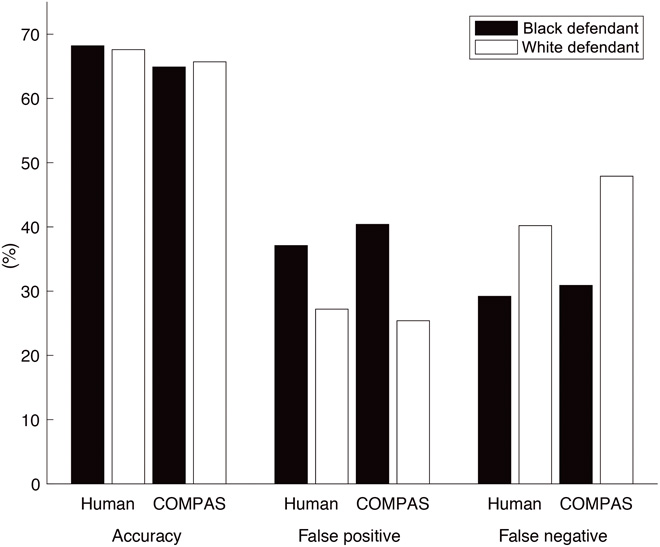 Black defendant
White defendant
(%)
70
60
50
40
30
20
10
0
Human COMPAS Human COMPAS Human COMPAS
Accuracy False positive False negative